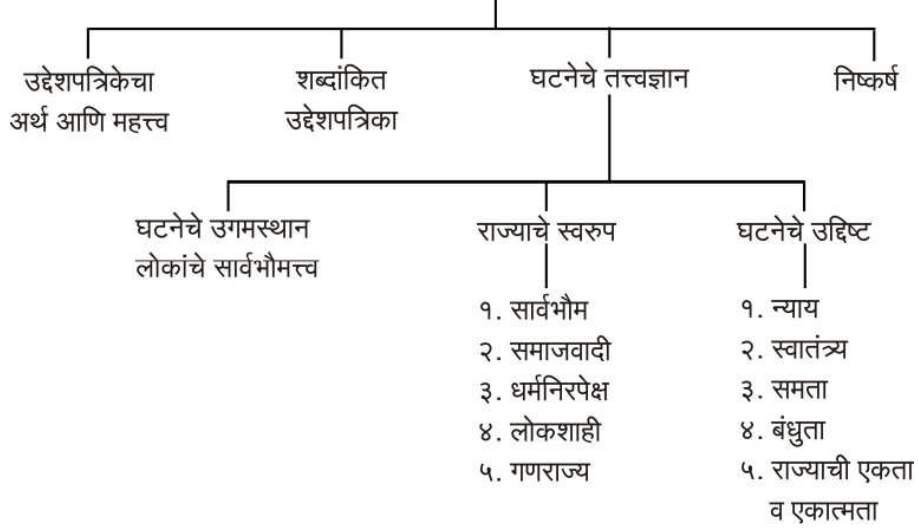 उद्देशपत्रिकेचा
अर्थ आणि महत्त्व
शब्दांकित
उद्देशपत्रिका
घटनेचे तत्त्वज्ञान
निष्कर्ष
घटनेचे उगमस्थान
लोकांचे सार्वभौमत्त्व
राज्याचे स्वरुप
१. सार्वभौम
२. समाजवादी
३. धर्मनिरपेक्ष
४. लोकशाही
५. गणराज्य
घटनेचे उद्दिष्ट
१. न्याय
२. स्वातंत्र्य
३. समता
४. बंधुता
५. राज्याची एकता
व एकात्मता